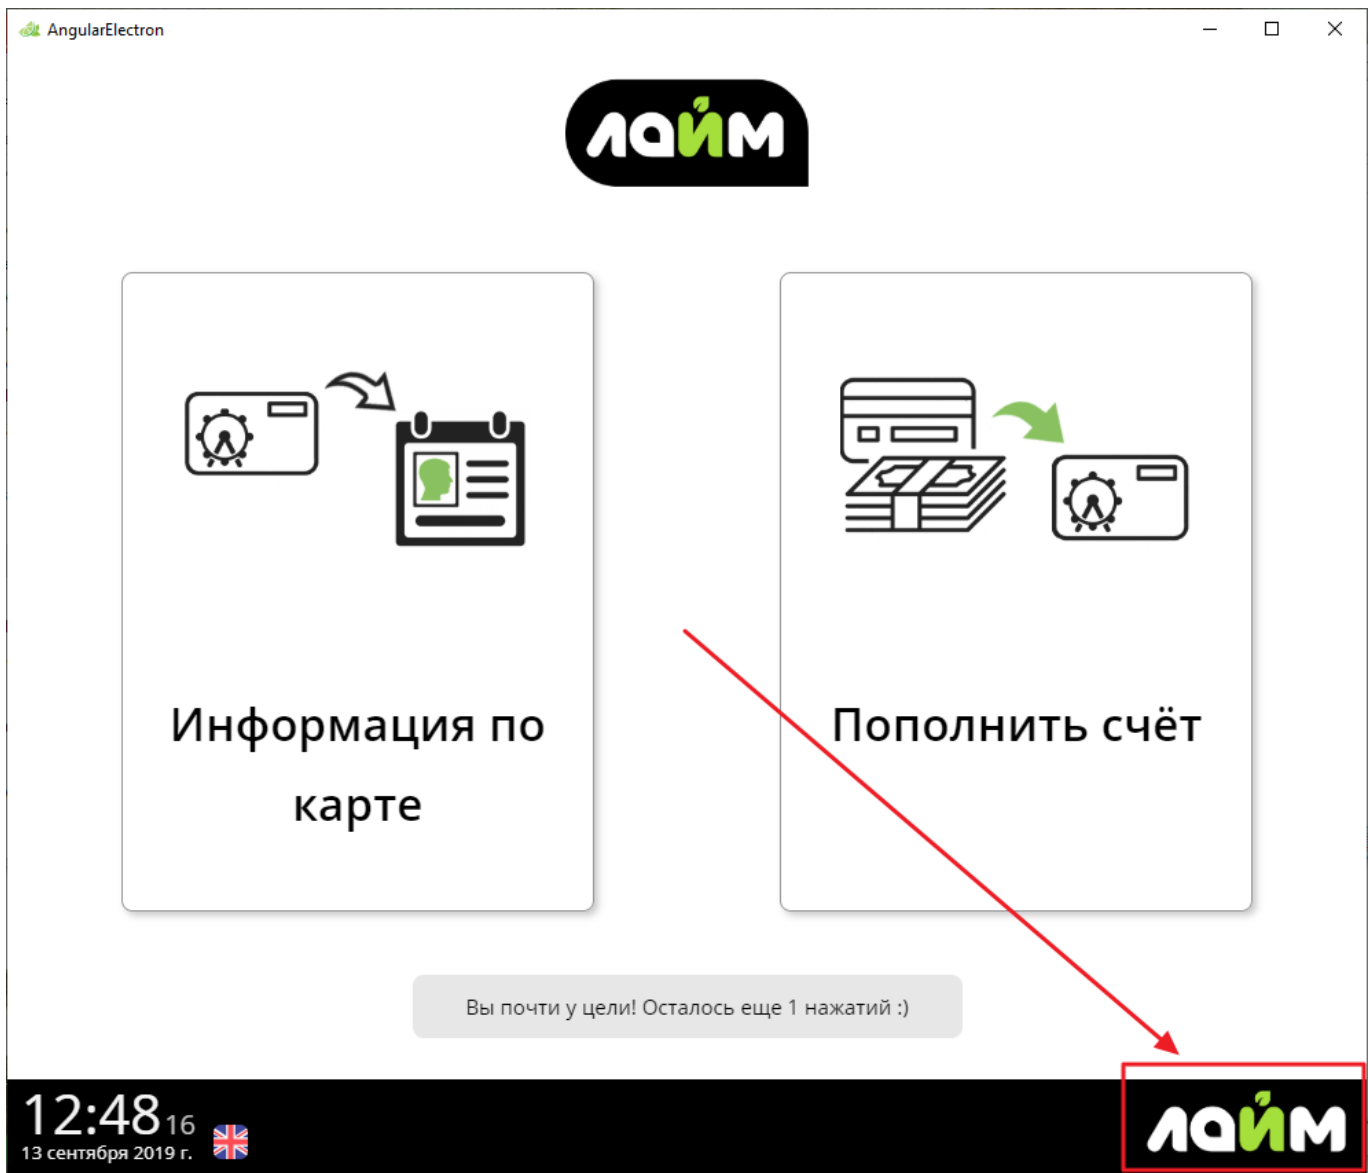 AngularElectron
лайм
Информация по
карте
Пополнить счёт
Вы почти у цели! Осталось еще 1 нажатий :)
12:48 16
13 сентября 2019 г.
лайм